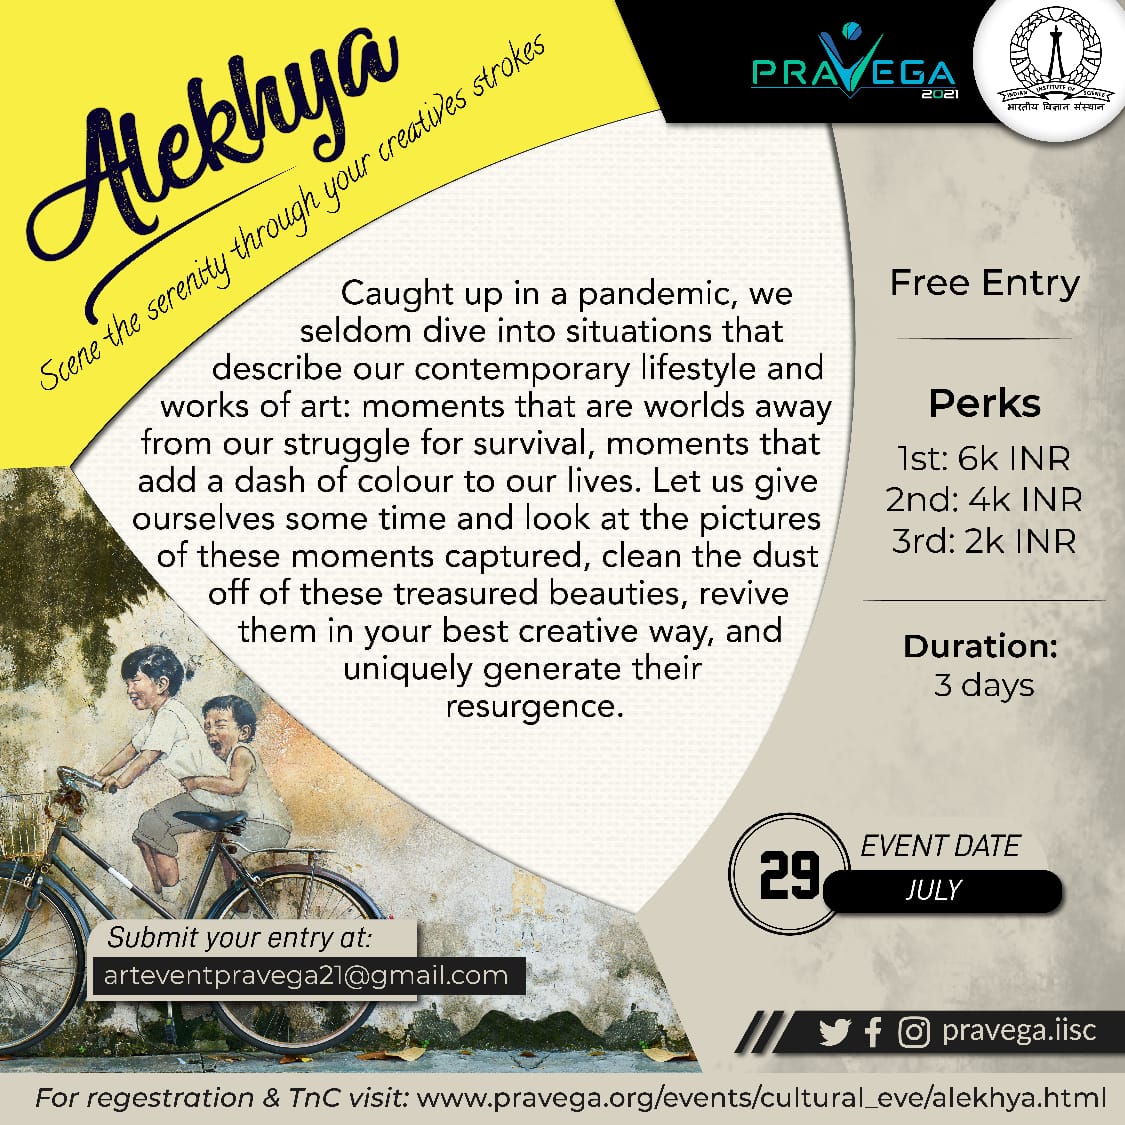 Alekhya
Scene the serenity through your creatives strokes
PRAVEGA
2021
INDIAN INSTITUTE OF SCIENCE
भारतीय विज्ञान संस्थान
Caught up in a pandemic, we
seldom dive into situations that
describe our contemporary lifestyle and
works of art: moments that are worlds away
from our struggle for survival, moments that
add a dash of colour to our lives. Let us give
ourselves some time and look at the pictures
of these moments captured, clean the dust
off of these treasured beauties, revive
them in your best creative way, and
uniquely generate their
resurgence.
Free Entry
Perks
1st: 6k INR
2nd: 4k INR
3rd: 2k INR
Duration:
3 days
29
EVENT DATE
JULY
Submit your entry at:
arteventpravega21@gmail.com
pravega.iisc
For regestration & TnC visit: www.pravega.org/events/cultural_eve/alekhya.html